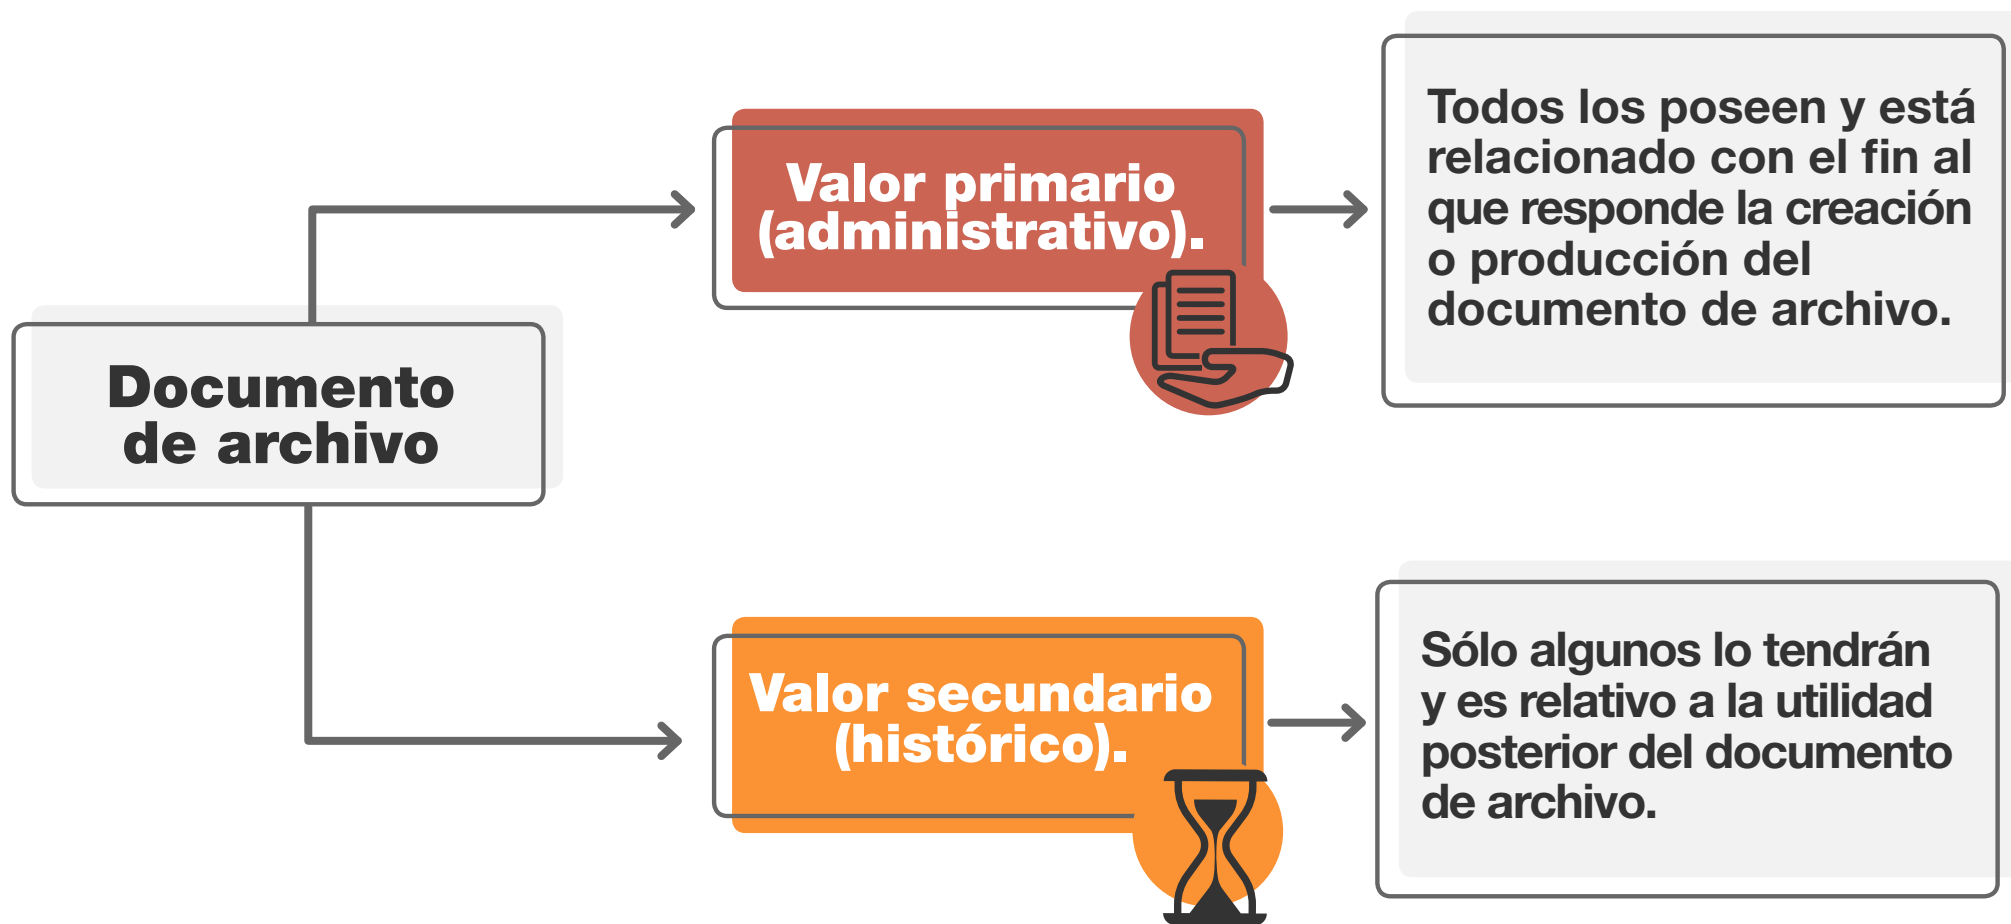 Documento
de archivo
Valor primario
(administrativo).
Todos los poseen y está
relacionado con el fin al
que responde la creación
o producción del
documento de archivo.
Valor secundario
(histórico).
Sólo algunos lo tendrán
y es relativo a la utilidad
posterior del documento
de archivo.